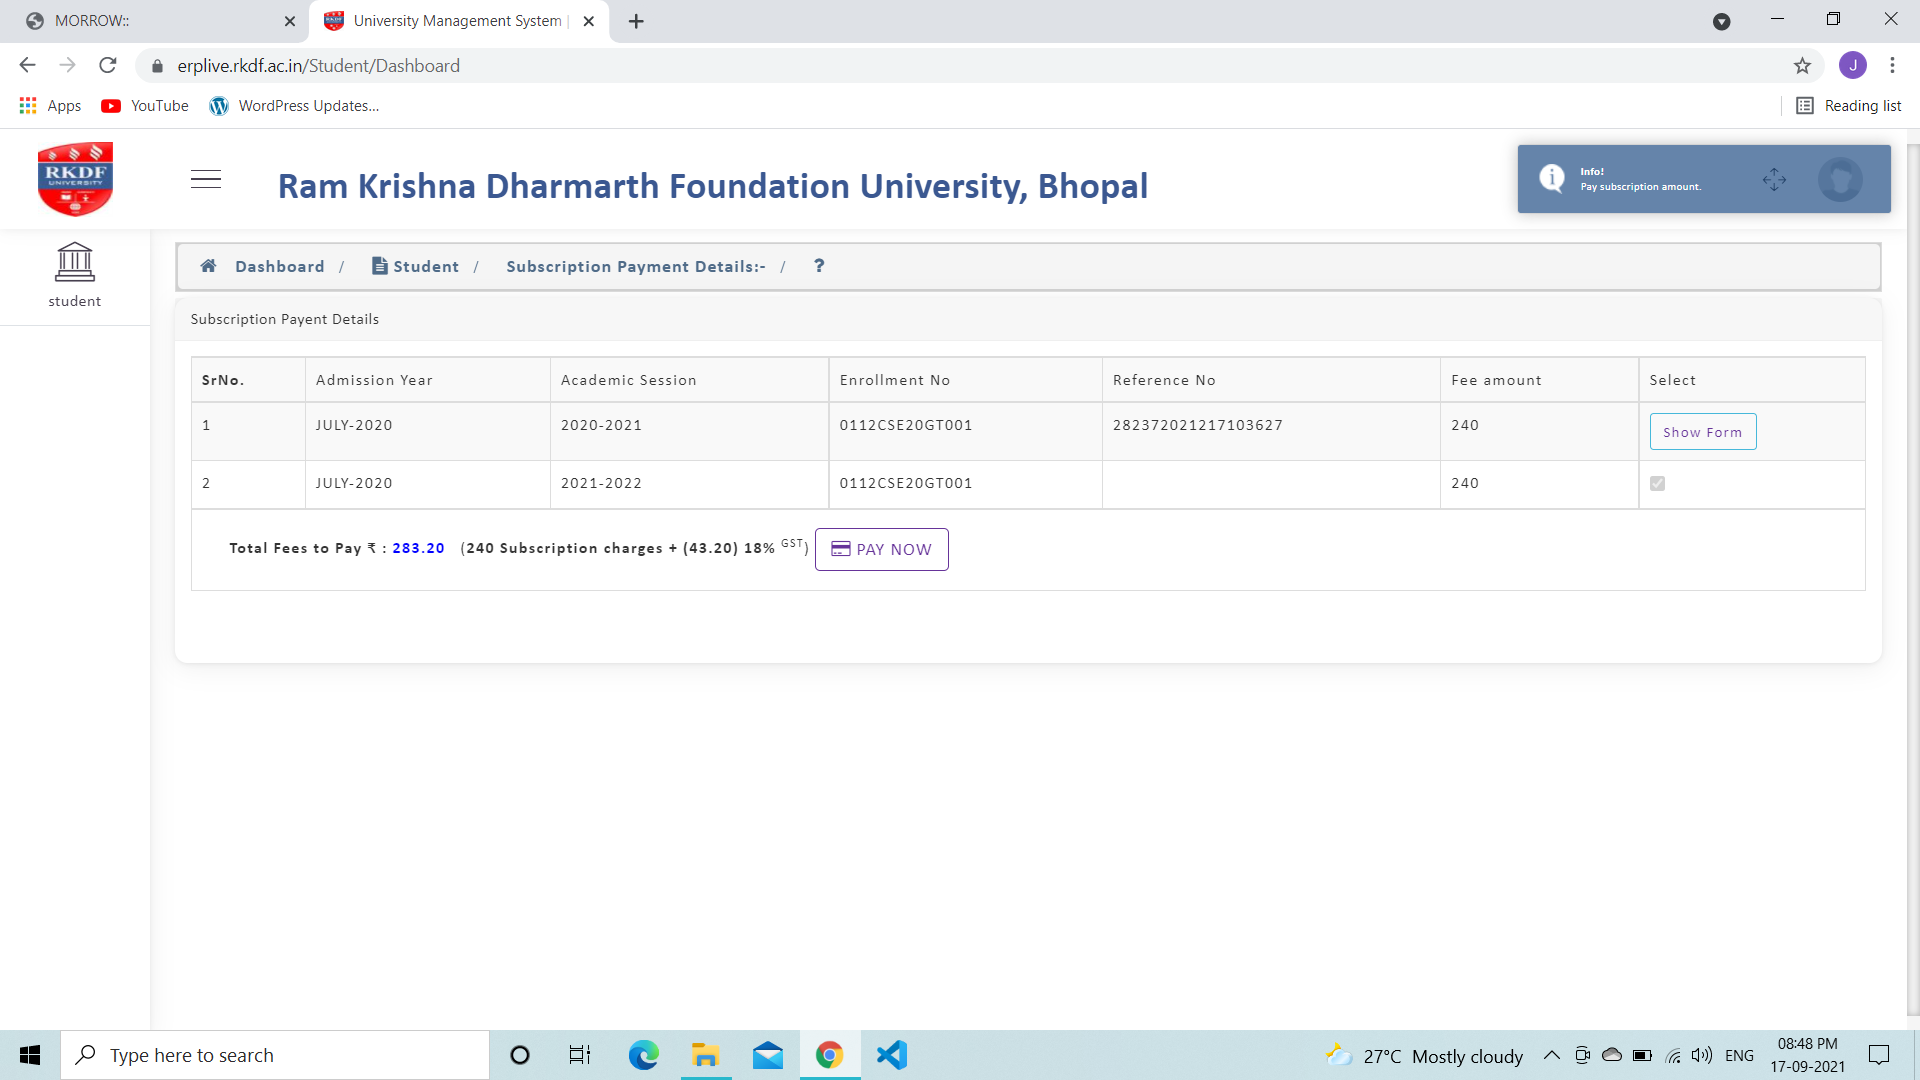 MORROW::
University Management System |
erplive.rkdf.ac.in/Student/Dashboard
J
Apps
YouTube
WordPress Updates...
Reading list
RKDF
UNIVERSITY
Ram Krishna Dharmarth Foundation University, Bhopal
Info!
Pay subscription amount.
student
Dashboard / Student / Subscription Payment Details:- / ?
Subscription Payent Details
SrNo. Admission Year Academic Session Enrollment No Reference No Fee amount Select
1 JULY-2020 2020-2021 0112CSE20GT001 282372021217103627 240 Show Form
2 JULY-2020 2021-2022 0112CSE20GT001 240
Total Fees to Pay ₹ : 283.20 (240 Subscription charges + (43.20) 18% GST) PAY NOW
Type here to search
27°C Mostly cloudy
ENG
08:48 PM
17-09-2021